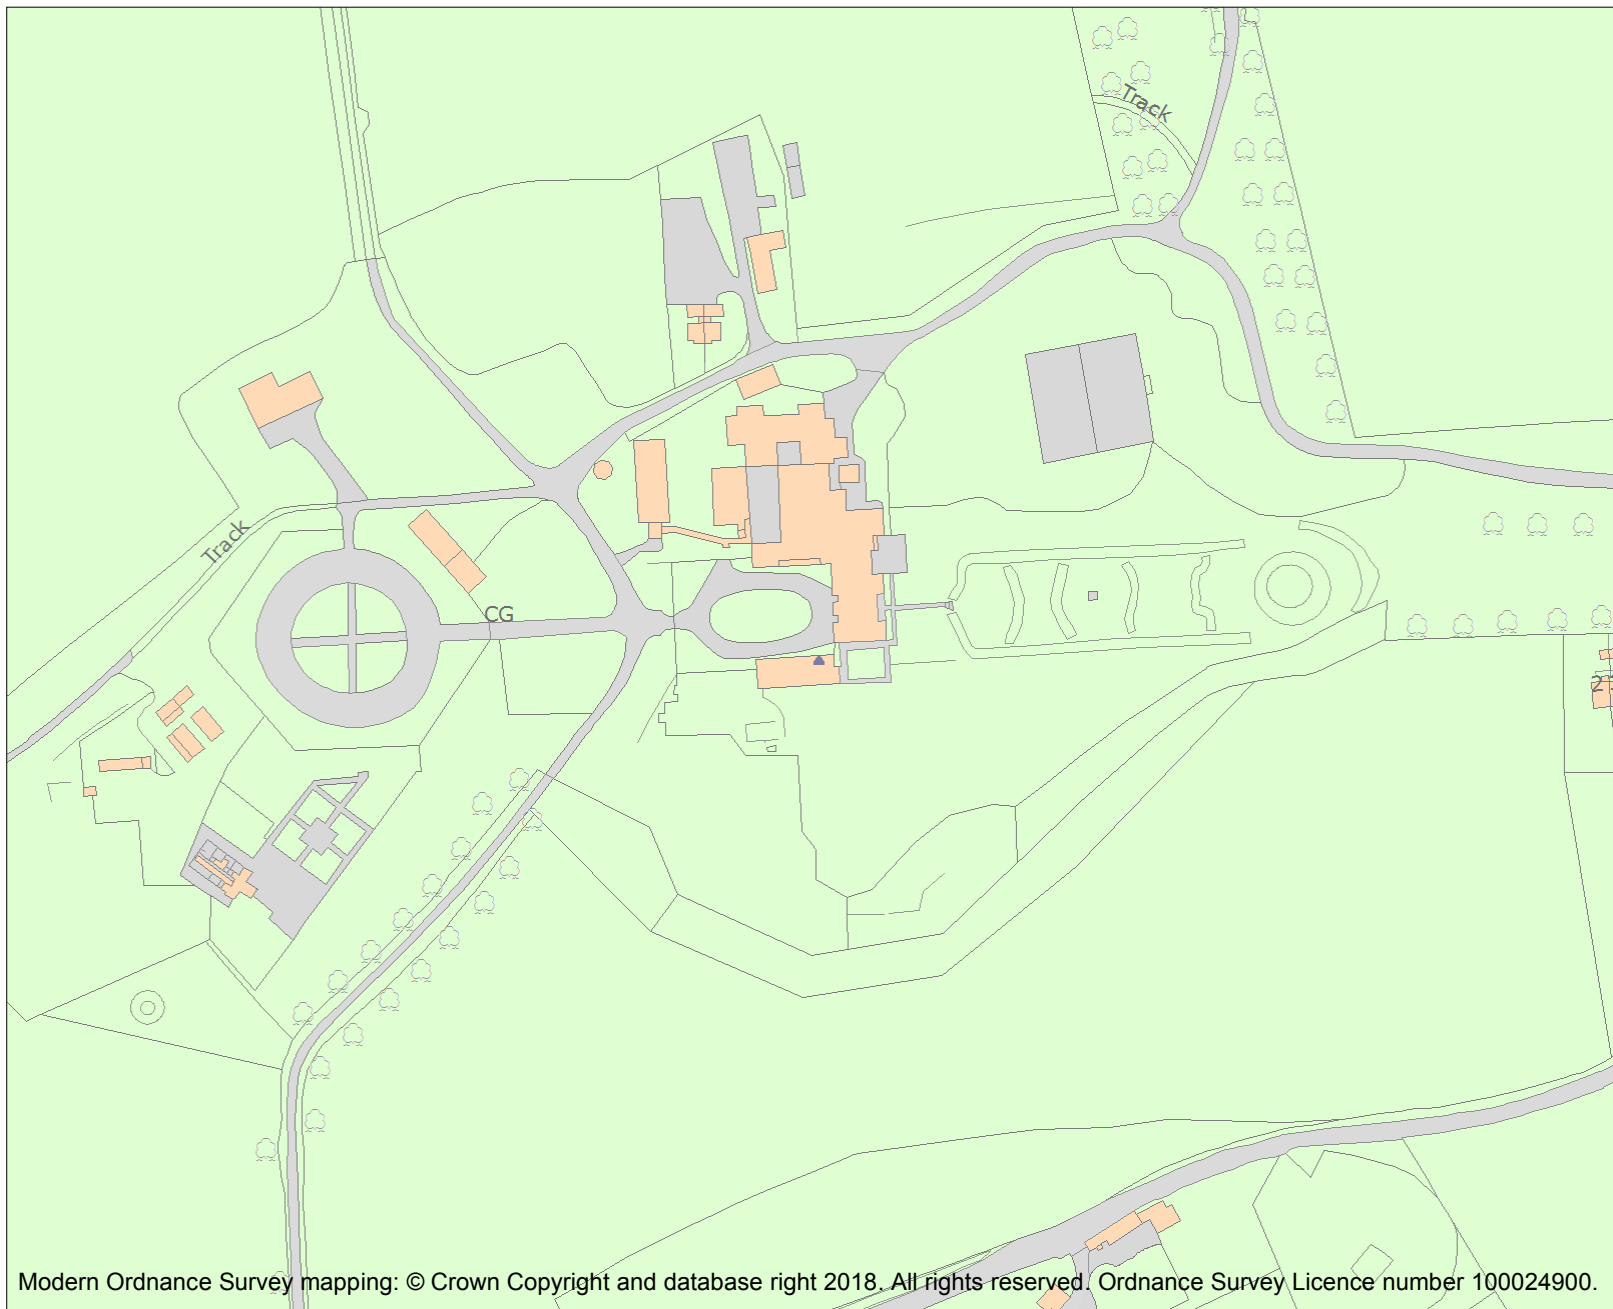 Track
Track
CG
Modern Ordnance Survey mapping: © Crown Copyright and database right 2018. All rights reserved. Ordnance Survey Licence number 100024900.